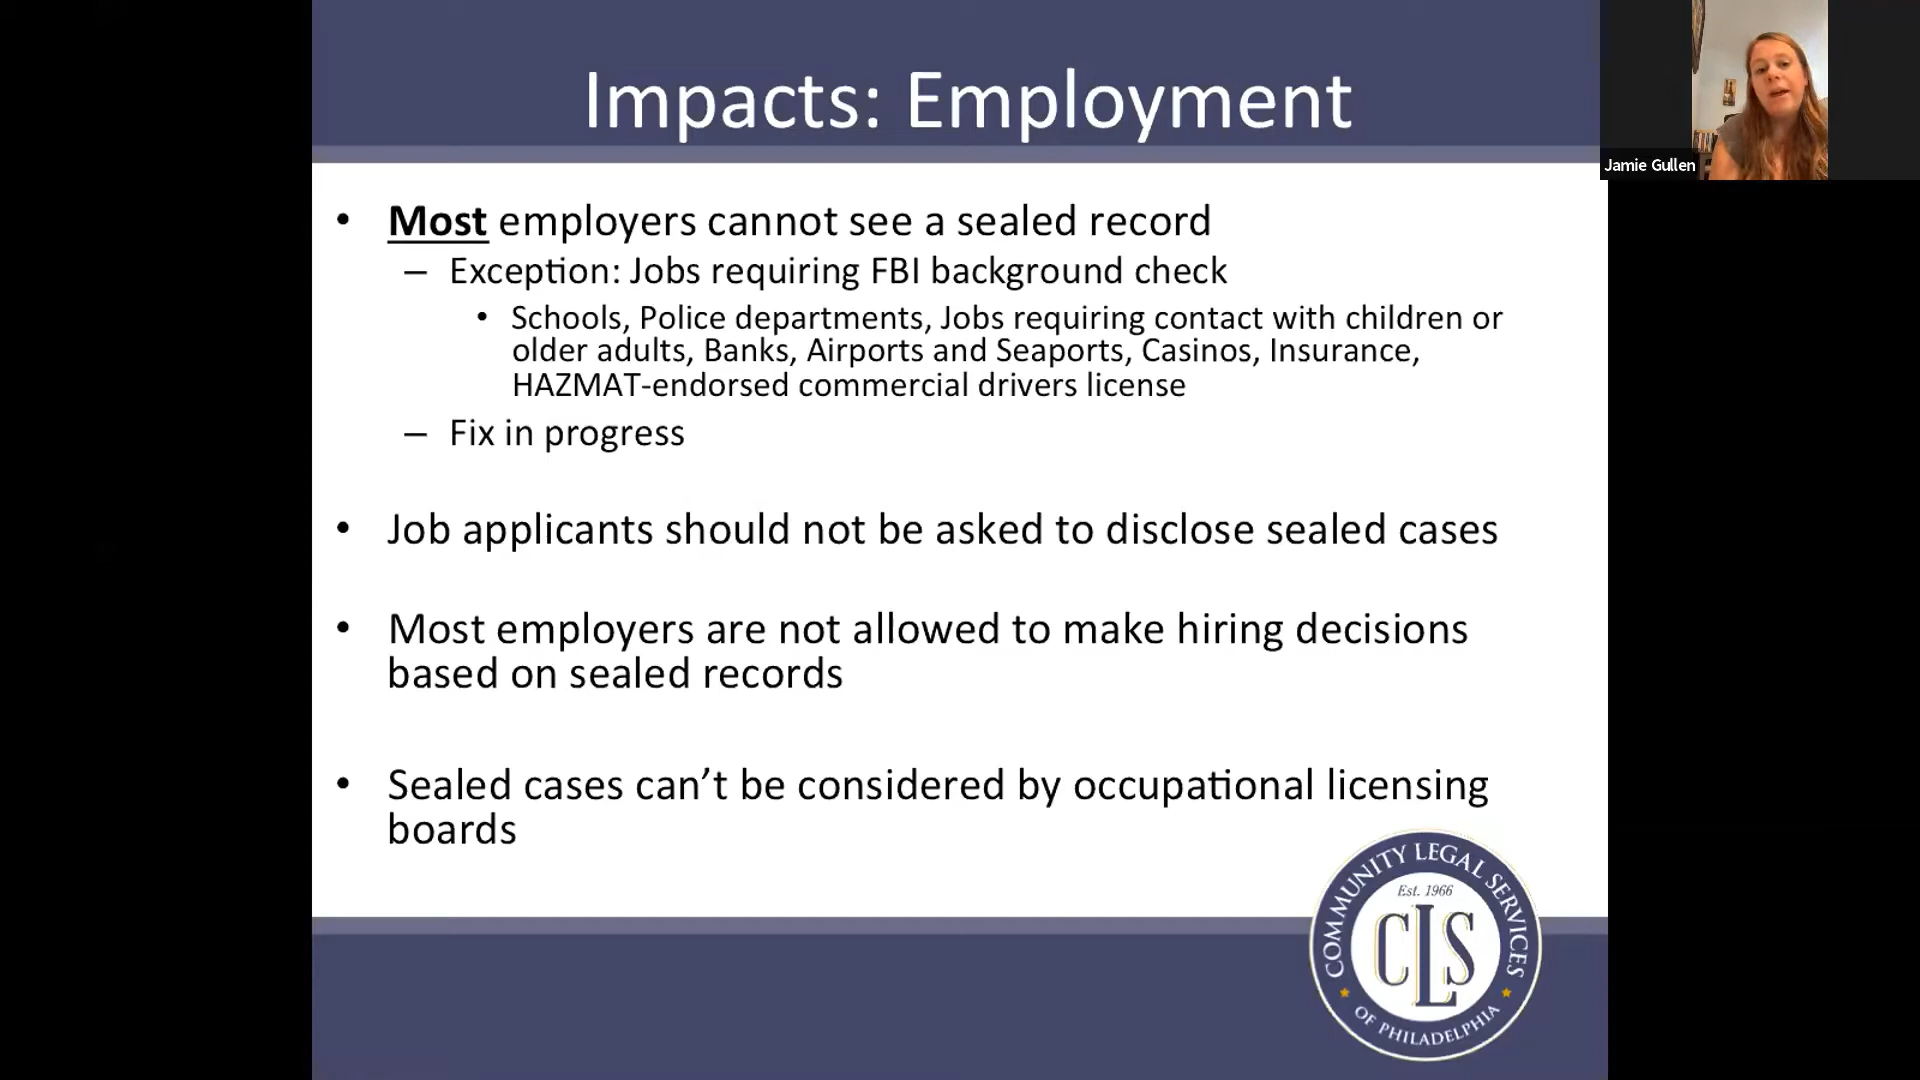 Impacts: Employment
Jamie Gullen
• Most employers cannot see a sealed record
– Exception: Jobs requiring FBI background check
• Schools, Police departments, Jobs requiring contact with children or
older adults, Banks, Airports and Seaports, Casinos, Insurance,
HAZMAT-endorsed commercial drivers license
– Fix in progress
• Job applicants should not be asked to disclose sealed cases
• Most employers are not allowed to make hiring decisions
based on sealed records
• Sealed cases can’t be considered by occupational licensing
boards
COMMUNITY LEGAL SERVICES
Est. 1966
CLS
OF PHILADELPHIA